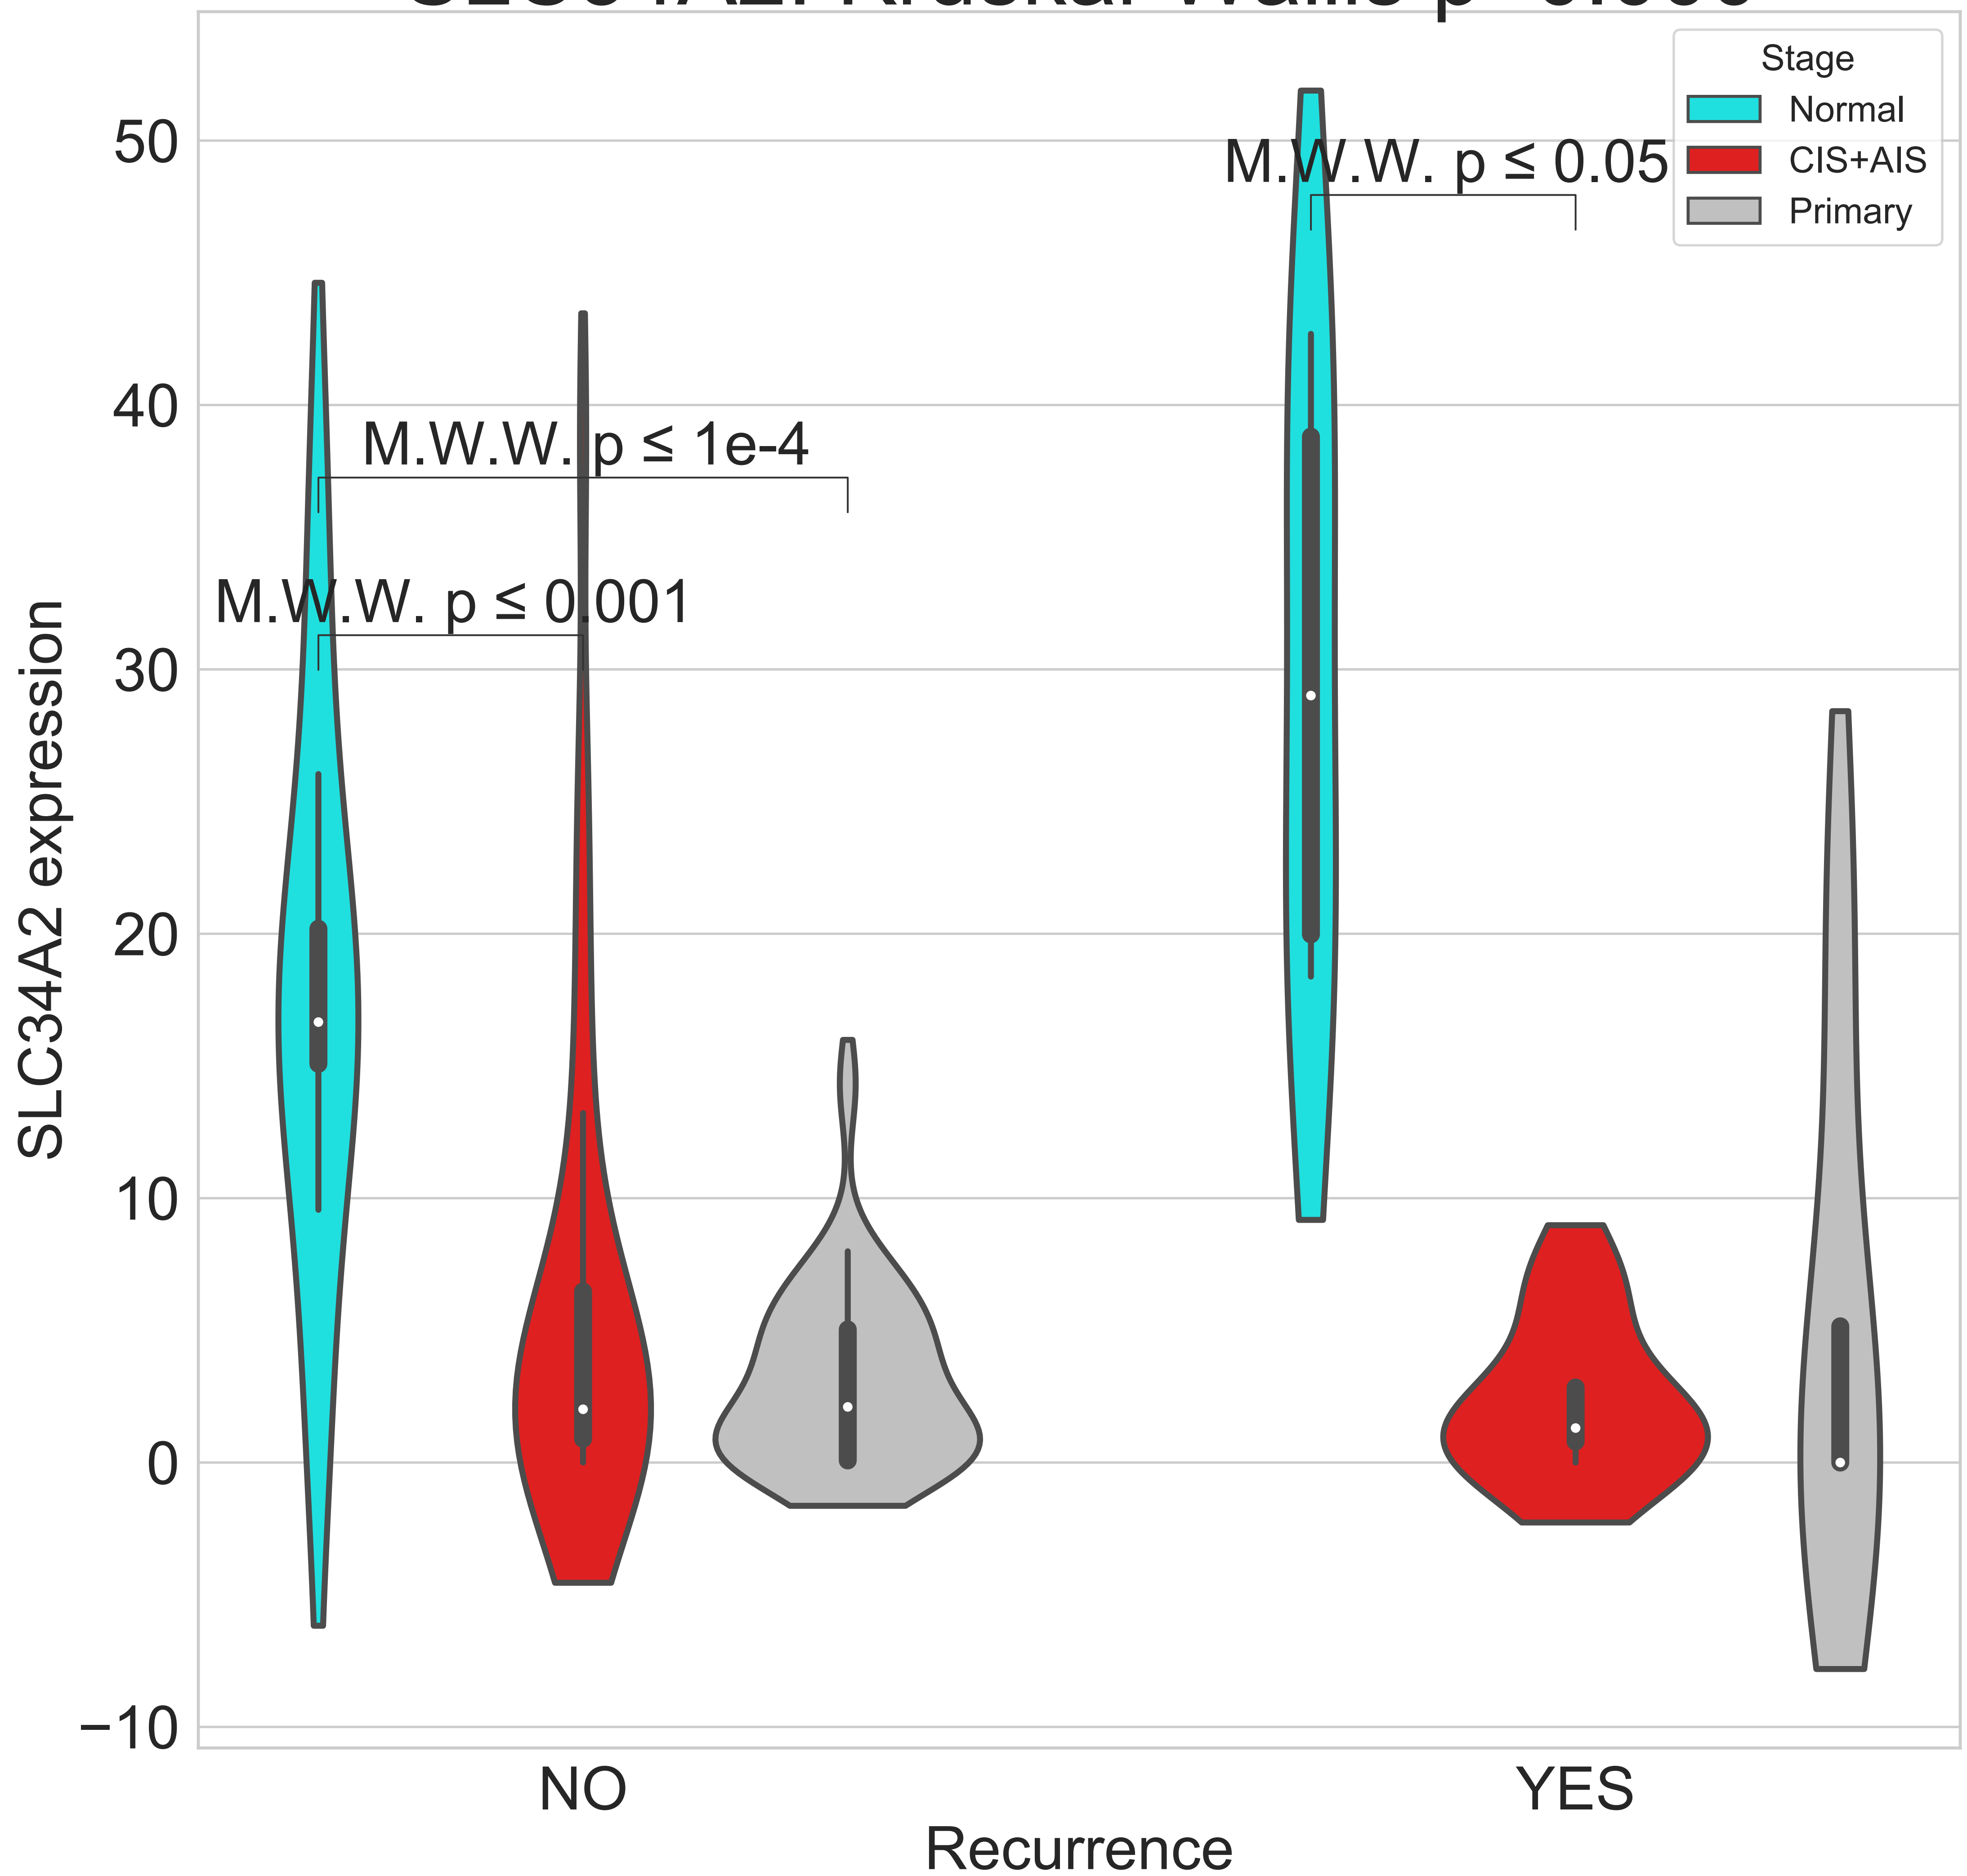 Stage
Normal
CIS+AIS
Primary
50
40
30
20
10
0
−10
SLC34A2 expression
M.W.W. p ≤ 0.05
M.W.W. p ≤ 1e-4
M.W.W. p ≤ 0.001
NO
YES
Recurrence